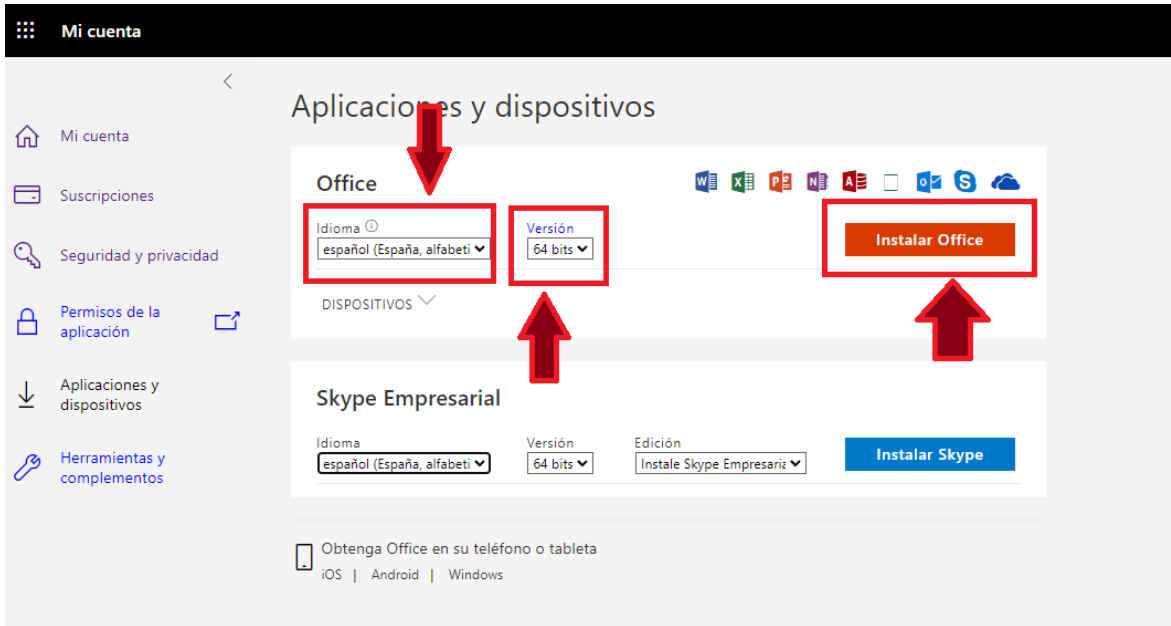 Mi cuenta
Mi cuenta
Suscripciones
Seguridad y privacidad
Permisos de la
aplicación
Aplicaciones y
dispositivos
Herramientas y
complementos
Aplicaciones y dispositivos
Office
Idioma
español (España, alfabeti
Versión
64 bits
Instalar Office
DISPOSITIVOS
Skype Empresarial
Idioma
español (España, alfabeti
Versión
64 bits
Edición
Instale Skype Empresaria
Instalar Skype
Obtenga Office en su teléfono o tableta
iOS | Android | Windows